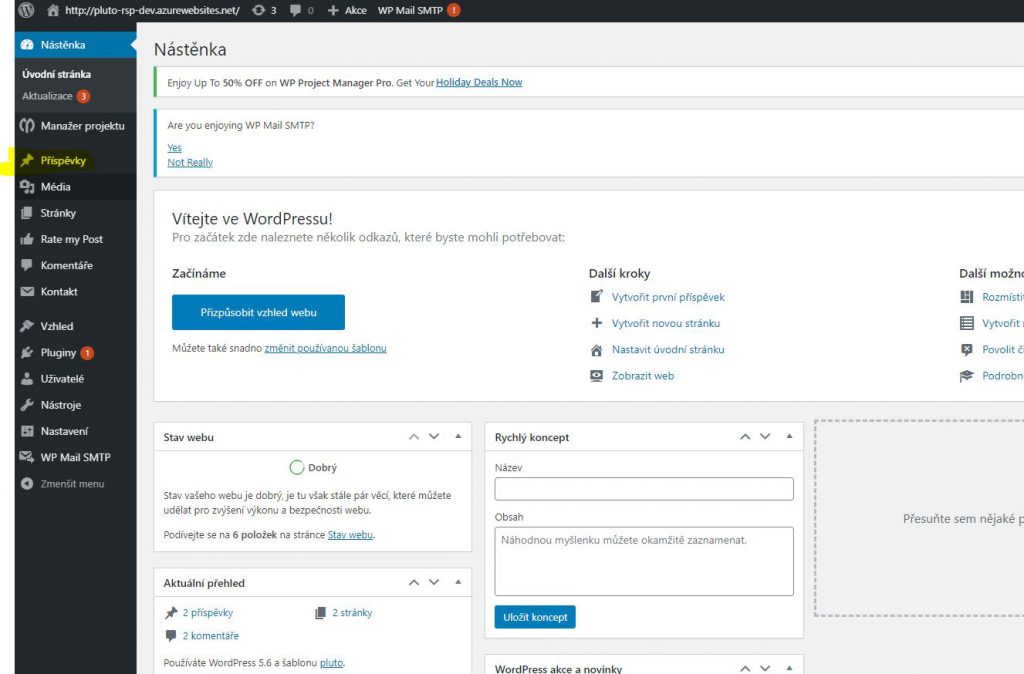 http://pluto-rsp-dev.azurewebsites.net/ 3 0 Akce WP Mail SMTP !
Nástěnka
Úvodní stránka
Aktualizace 3
Manažer projektu
Příspěvky
Média
Stránky
Rate my Post
Komentáře
Kontakt
Vzhled
Pluginy 1
Uživatelé
Nástroje
Nastavení
WP Mail SMTP
Zmenšit menu
Nástěnka
Enjoy Up To 50% OFF on WP Project Manager Pro. Get Your Holiday Deals Now
Are you enjoying WP Mail SMTP?
Yes
Not Really
Vítejte ve WordPressu!
Pro začátek zde naleznete několik odkazů, které byste mohli potřebovat:
Začínáme
Přizpůsobit vzhled webu
Můžete také snadno změnit používanou šablonu
Další kroky
Vytvořit první příspěvek
Vytvořit novou stránku
Nastavit úvodní stránku
Zobrazit web
Další možno
Rozmístit
Vytvořit
Povolit č
Podrobn
Stav webu
Dobrý
Stav vašeho webu je dobrý, je tu však stále pár věcí, které můžete
udělat pro zvýšení výkonu a bezpečnosti webu.
Podívejte se na 6 položek na stránce Stav webu.
Aktuální přehled
2 příspěvky
2 stránky
2 komentáře
Používáte WordPress 5.6 a šablonu pluto.
Rychlý koncept
Název
Obsah
Náhodnou myšlenku můžete okamžitě zaznamenat.
Uložit koncept
WordPress akce a novinky
Přesuňte sem nějaké p